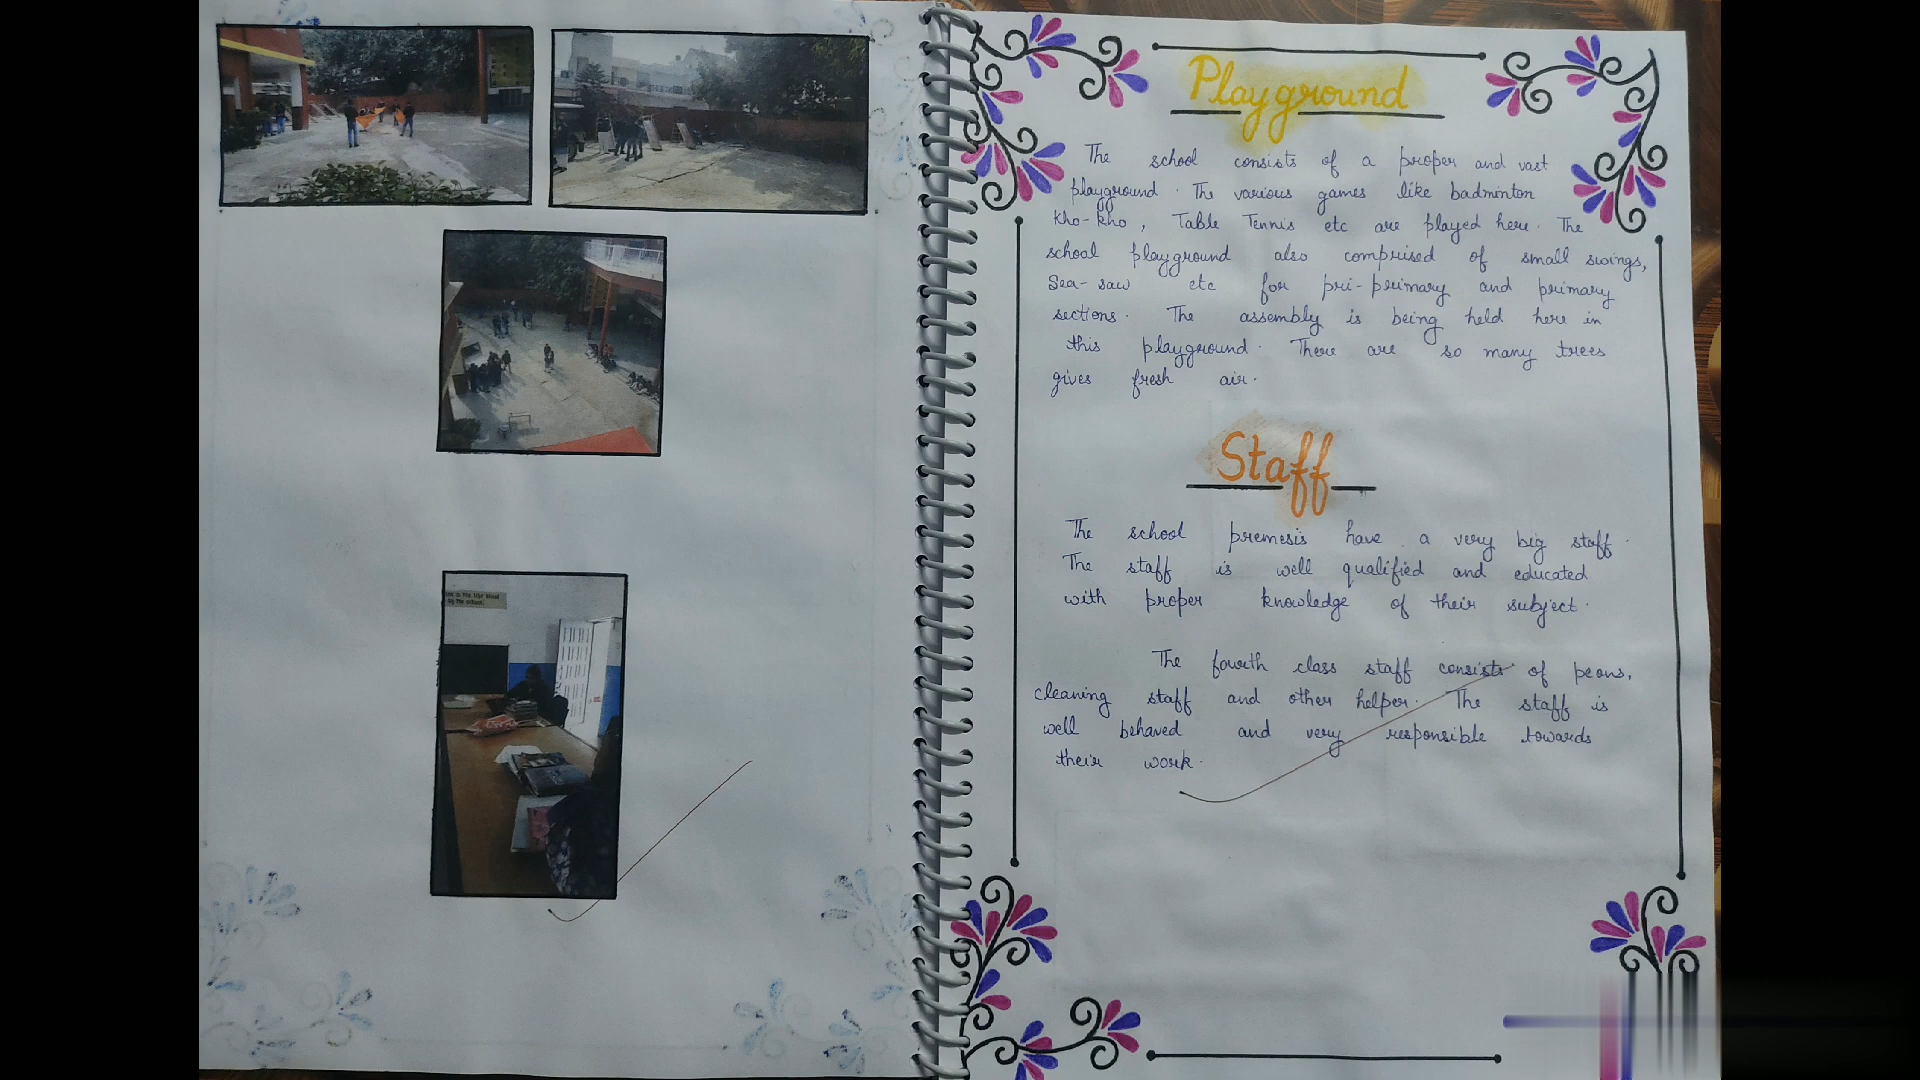 Playground
The school consists of a proper and vast
playground. The various games like badminton
Kho-Kho, Table Tennis etc are played here. The
school playground also comprised of small swings,
Sea-saw etc for pri-primary and primary
sections. The assembly is being held here in
this playground. There are so many trees
gives fresh air.
Staff
The school premesis have a very big staff.
The staff is well qualified and educated
with proper knowledge of their subject.
The fourth class staff consists of peons,
cleaning staff and other helper. The staff is
well behaved and very responsible towards
their work.